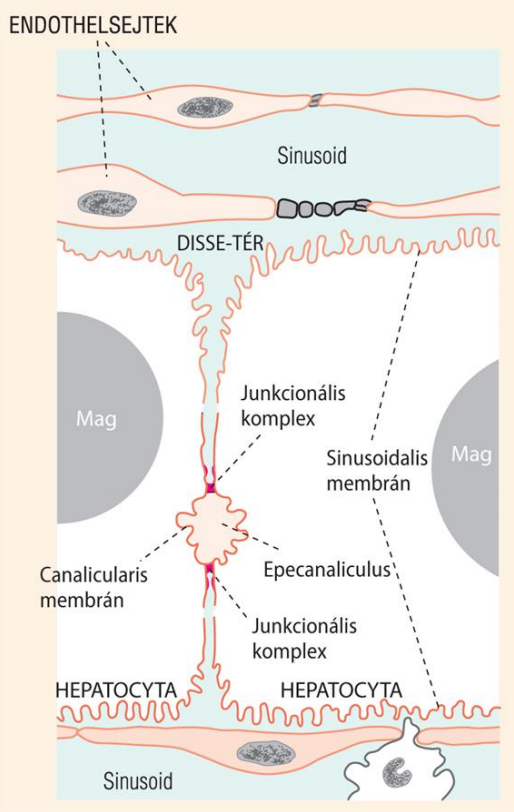 ENDOTHELSEJTEK
Sinusoid
DISSE-TÉR
Junkcionális
komplex
Mag
Sinusoidalis
membrán
Mag
Canalicularis
membrán
Epecanaliculus
Junkcionális
komplex
HEPATOCYTA
HEPATOCYTA
Sinusoid